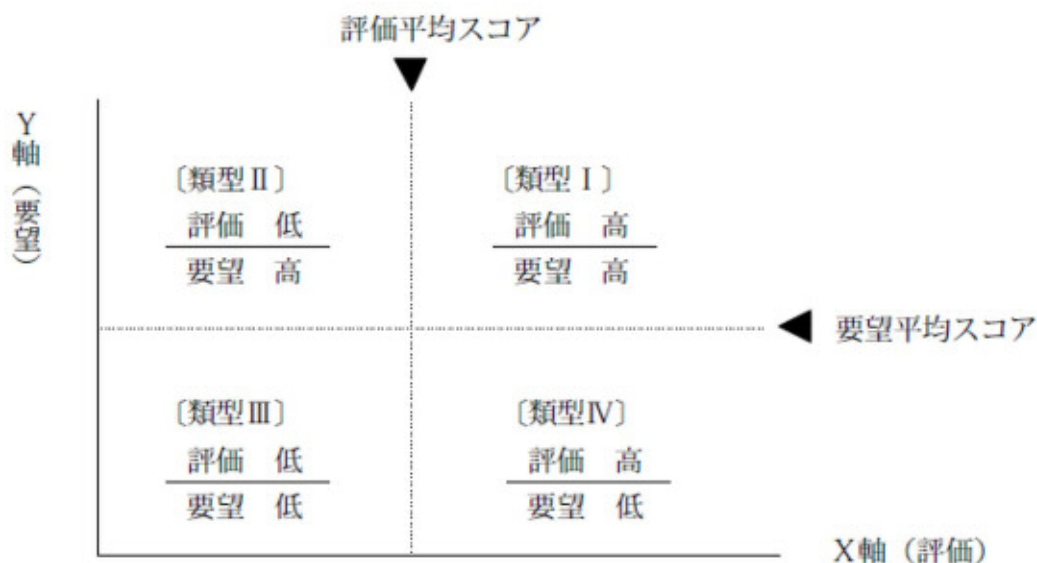 評価平均スコア
Y軸（要望）
〔類型Ⅱ〕
評価　低
要望　高
〔類型Ⅰ〕
評価　高
要望　高
要望平均スコア
〔類型Ⅲ〕
評価　低
要望　低
〔類型Ⅳ〕
評価　高
要望　低
X軸（評価）